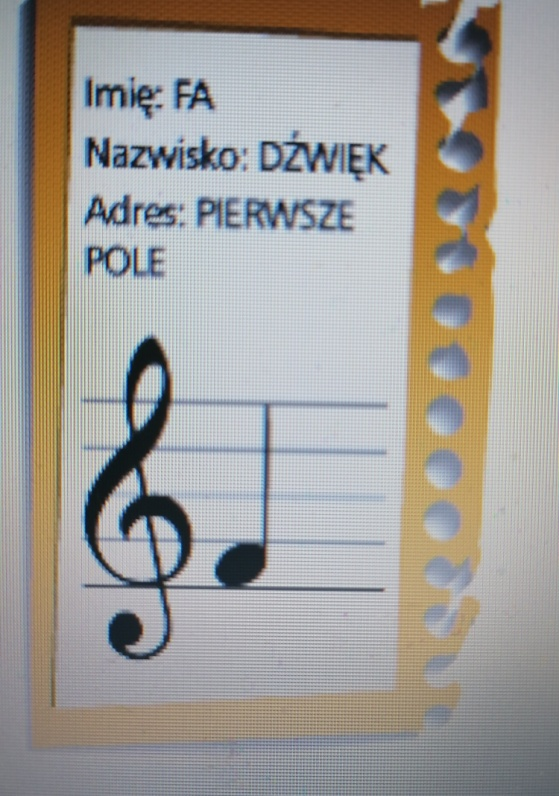 Imię: FA
Nazwisko: DŹWIĘK
Adres: PIERWSZE
POLE